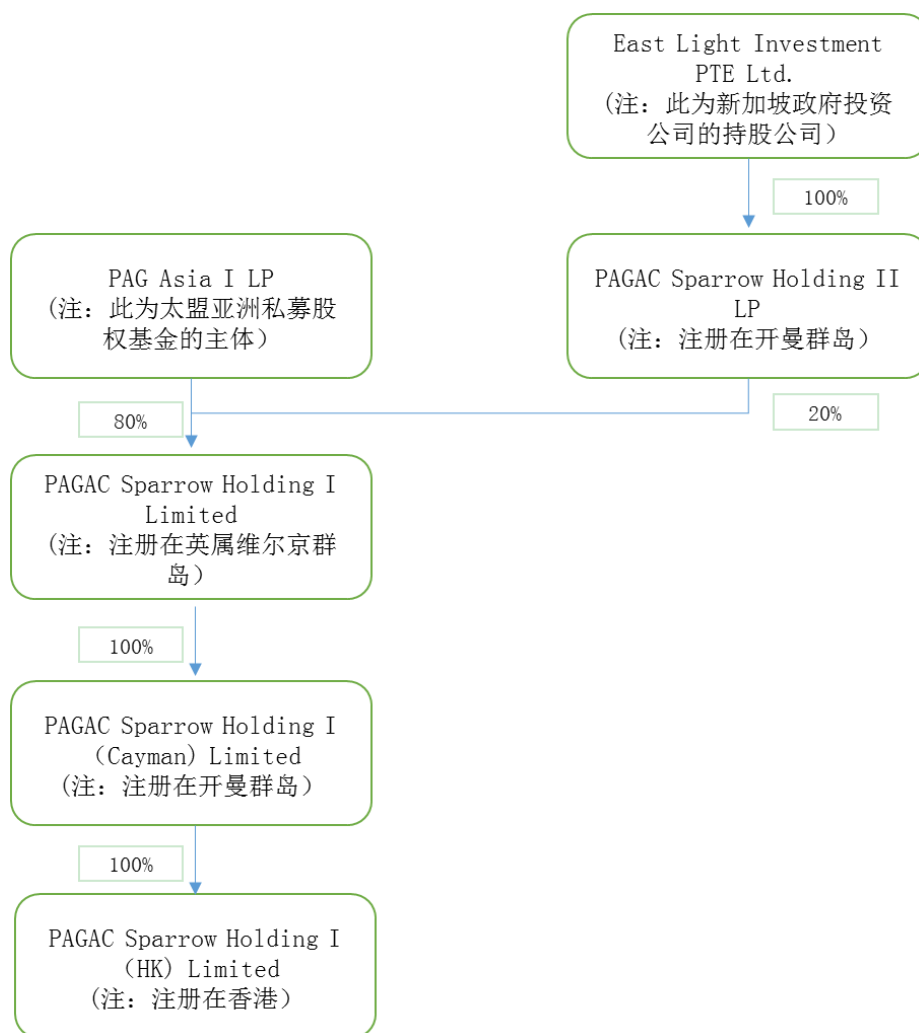 East Light Investment
PTE Ltd.
(注：此为新加坡政府投资
公司的持股公司)
100%
PAG Asia I LP
(注：此为太盟亚洲私募股
权基金的主体)
PAGAC Sparrow Holding II
LP
(注：注册在开曼群岛)
80%
20%
PAGAC Sparrow Holding I
Limited
(注：注册在英属维尔京群
岛)
100%
PAGAC Sparrow Holding I
（Cayman) Limited
(注：注册在开曼群岛)
100%
PAGAC Sparrow Holding I
（HK) Limited
(注：注册在香港)